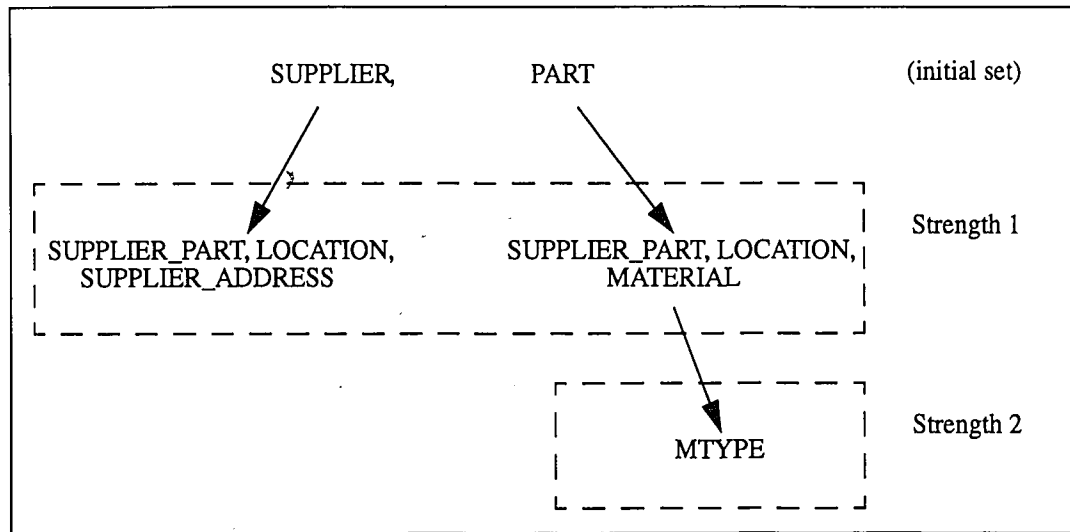 SUPPLIER, PART (initial set)
Strength 1
SUPPLIER_PART, LOCATION, SUPPLIER_PART, LOCATION,
SUPPLIER_ADDRESS MATERIAL
Strength 2
MTYPE